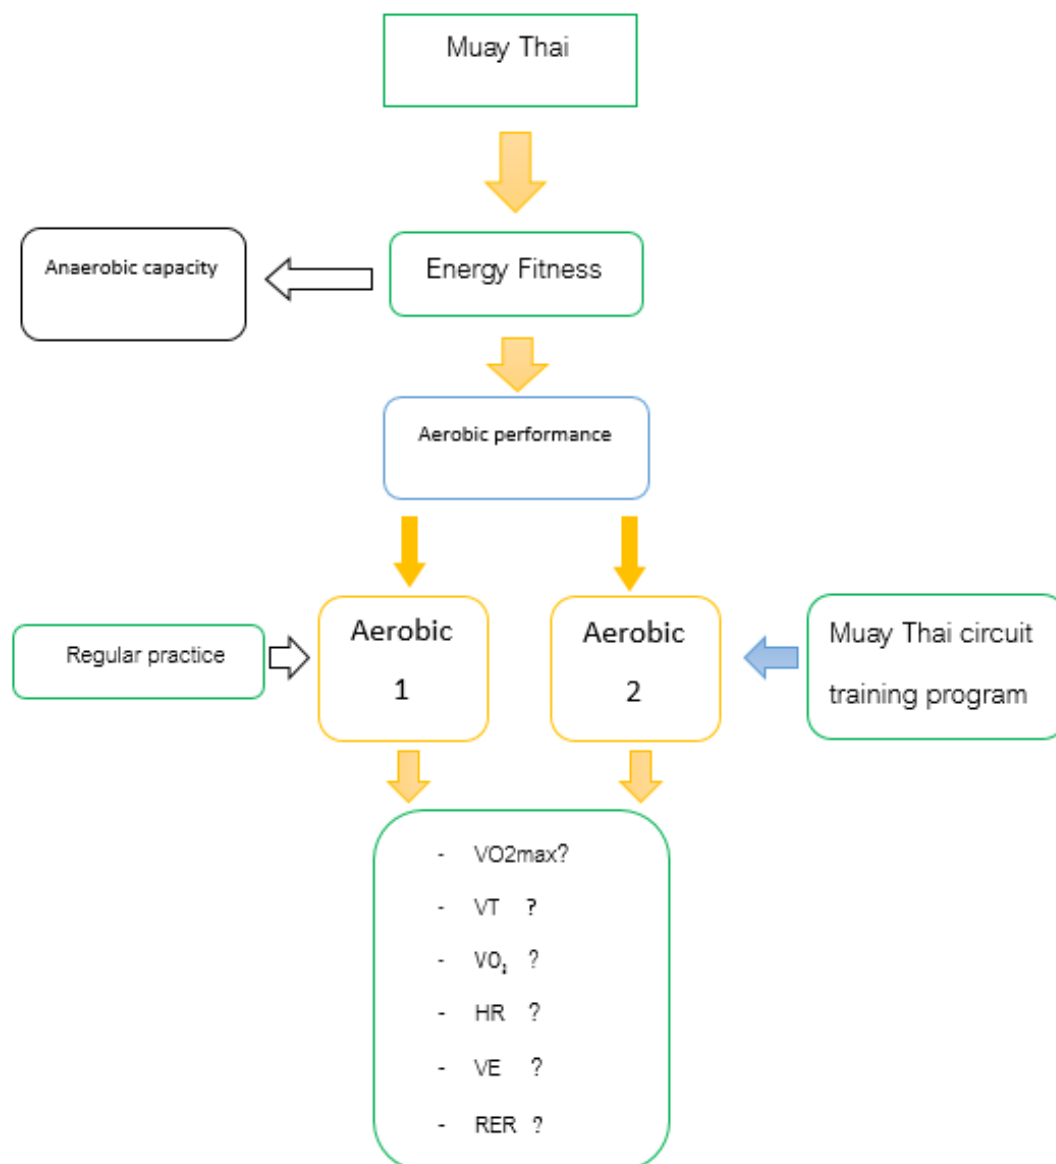 Muay Thai
Anaerobic capacity
Energy Fitness
Aerobic performance
Regular practice
Aerobic
1
Aerobic
2
Muay Thai circuit
training program
- VO2max?
- VT ?
- VO₂ ?
- HR ?
- VE ?
- RER ?